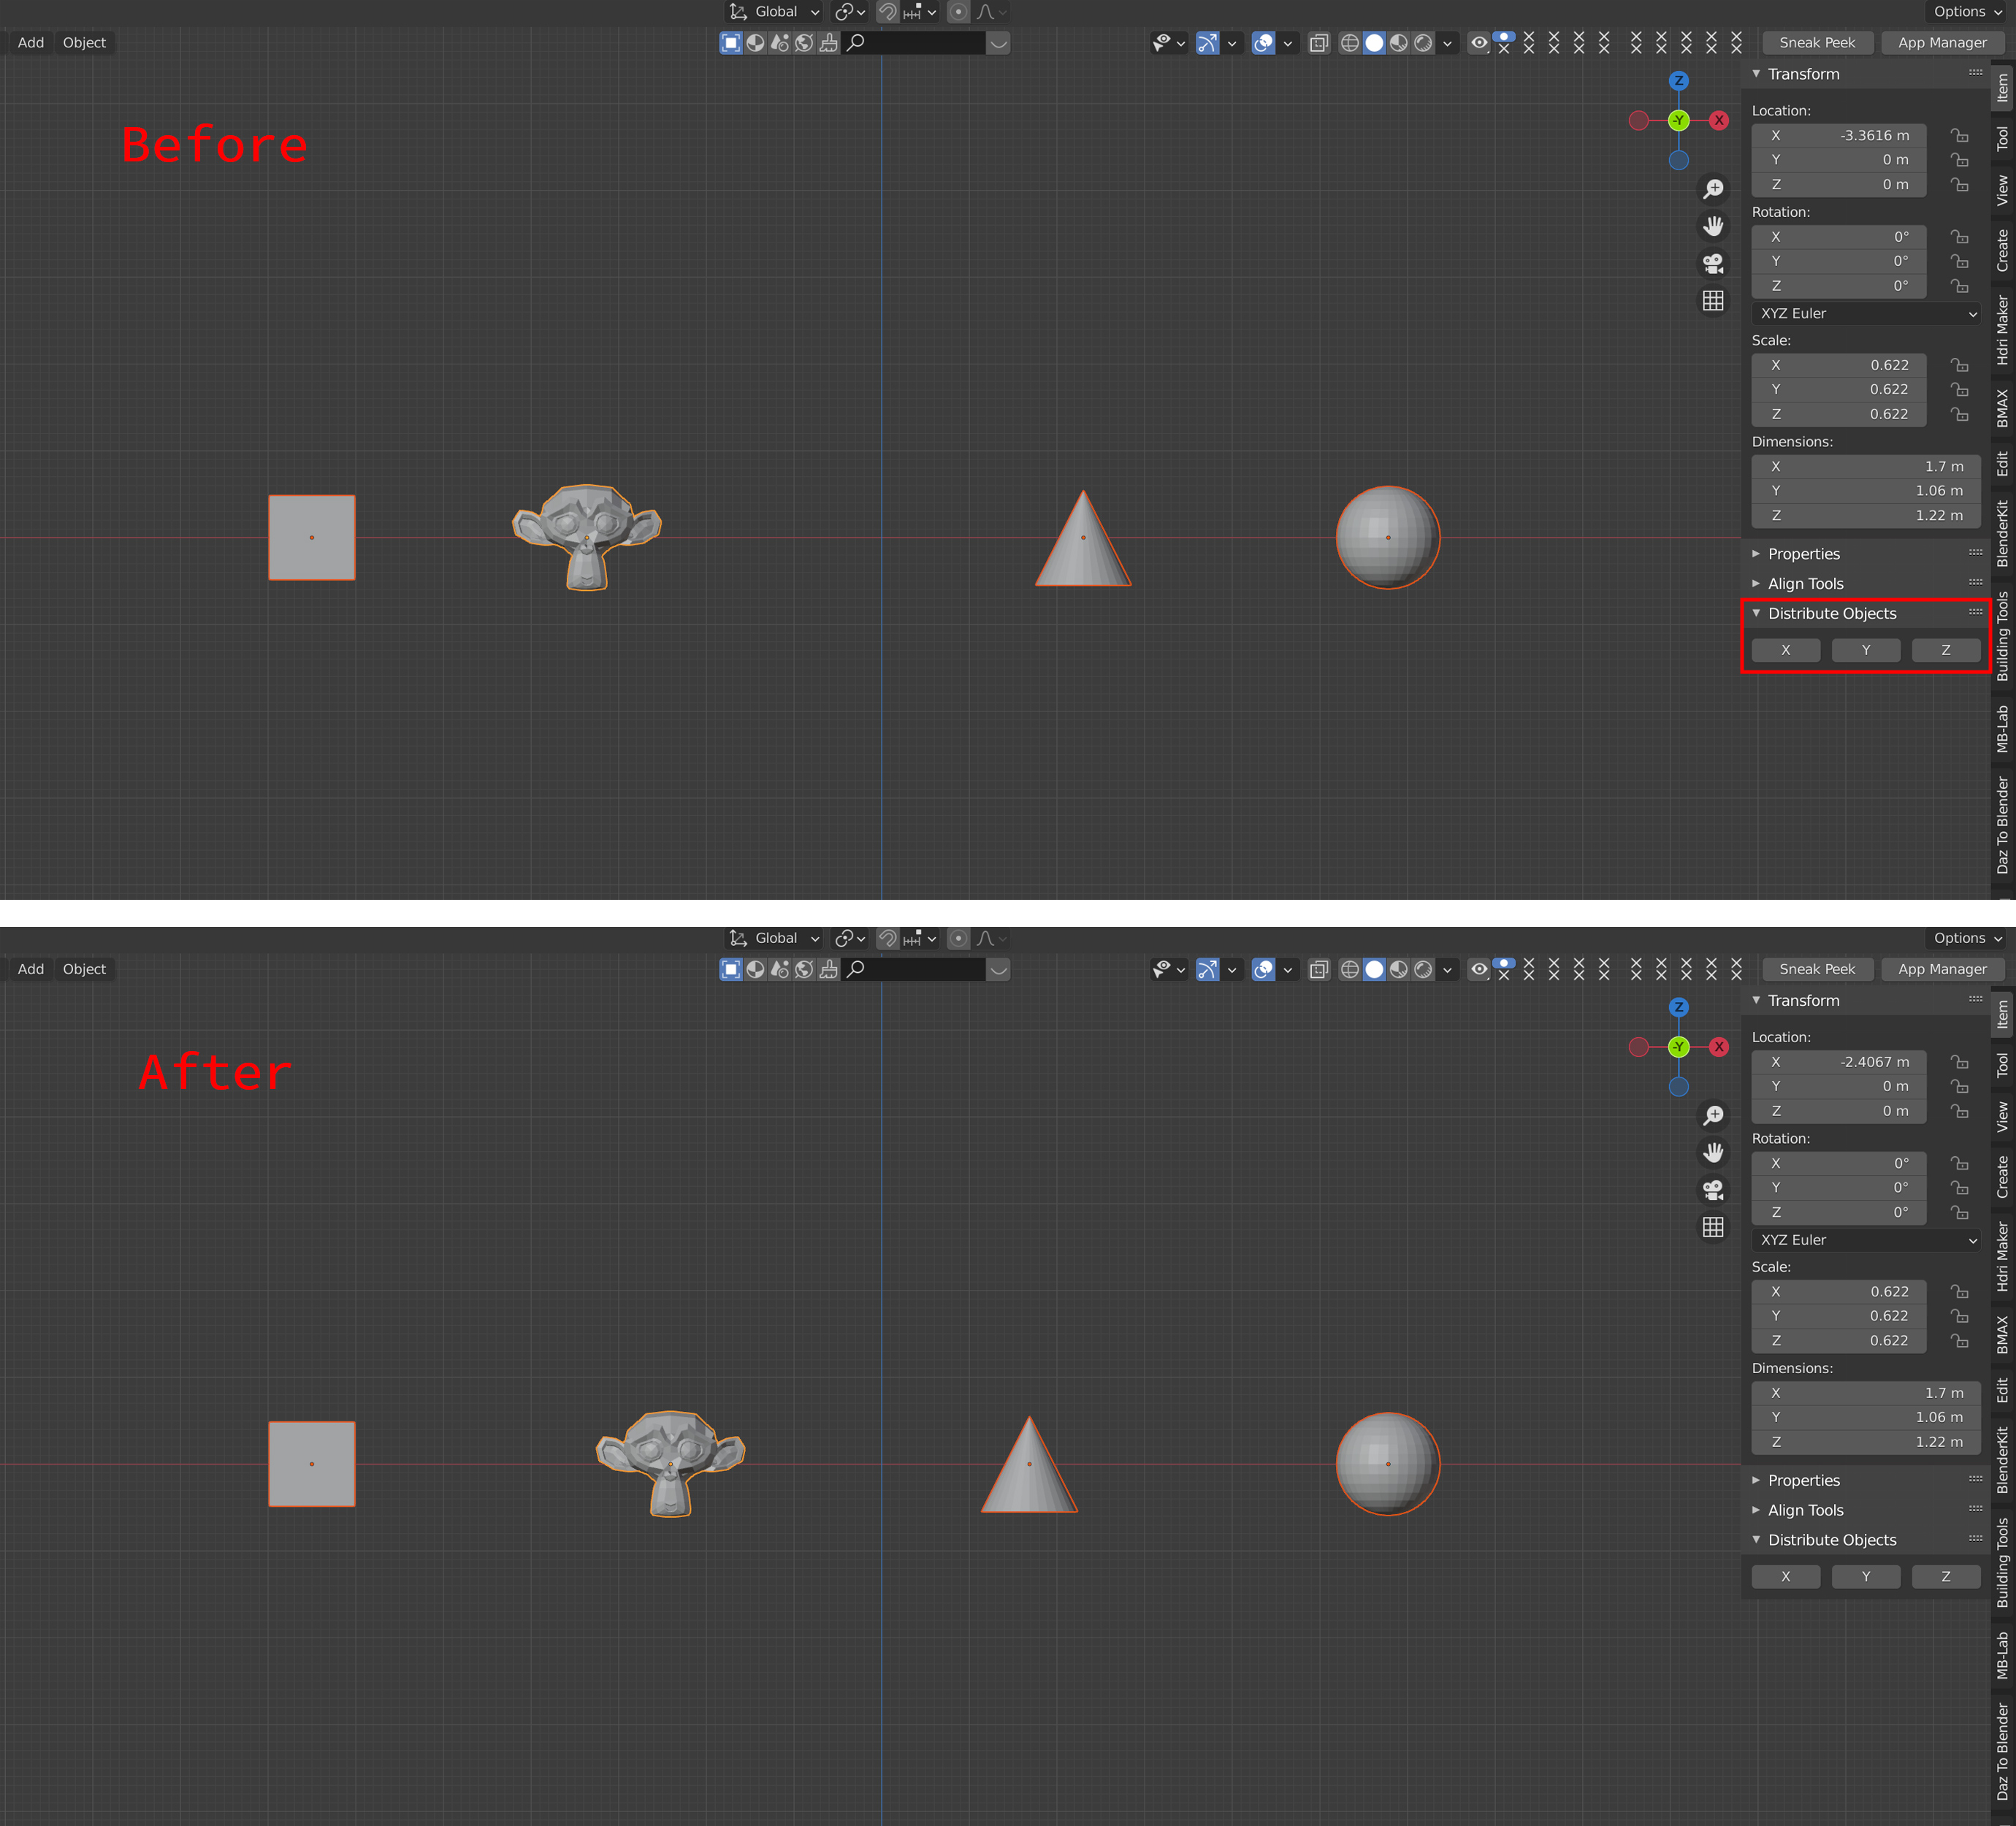 Global
Options
Add Object
Sneak Peek App Manager
Before
Z
-Y X
Transform
Location:
X -3.3616 m
Y 0 m
Z 0 m
Rotation:
X 0°
Y 0°
Z 0°
XYZ Euler
Scale:
X 0.622
Y 0.622
Z 0.622
Dimensions:
X 1.7 m
Y 1.06 m
Z 1.22 m
Properties
Align Tools
Distribute Objects
X Y Z
Item
Tool
View
Create
Hdri Maker
BMAX
Edit
BlenderKit
Building Tools
MB-Lab
Daz To Blender
Global
Options
Add Object
Sneak Peek App Manager
After
Z
-Y X
Transform
Location:
X -2.4067 m
Y 0 m
Z 0 m
Rotation:
X 0°
Y 0°
Z 0°
XYZ Euler
Scale:
X 0.622
Y 0.622
Z 0.622
Dimensions:
X 1.7 m
Y 1.06 m
Z 1.22 m
Properties
Align Tools
Distribute Objects
X Y Z
Item
Tool
View
Create
Hdri Maker
BMAX
Edit
BlenderKit
Building Tools
MB-Lab
Daz To Blender